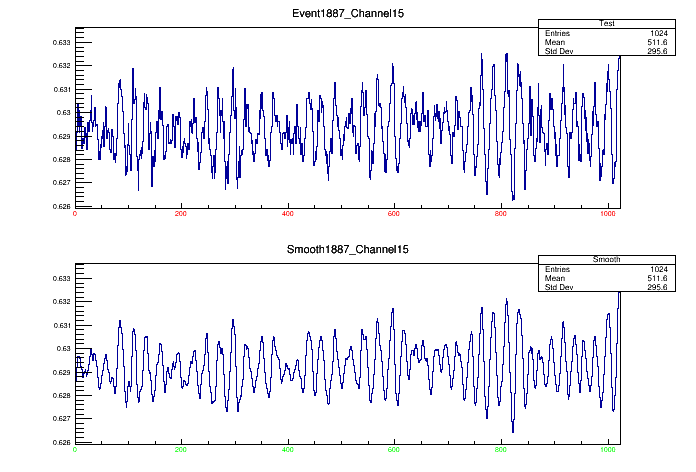 Event1887_Channel15
Test
Entries 1024
Mean 511.6
Std Dev 295.6
0.633
0.632
0.631
0.63
0.629
0.628
0.627
0.626
0 200 400 600 800 1000
Smooth1887_Channel15
Smooth
Entries 1024
Mean 511.6
Std Dev 295.6
0.633
0.632
0.631
0.63
0.629
0.628
0.627
0.626
0 200 400 600 800 1000